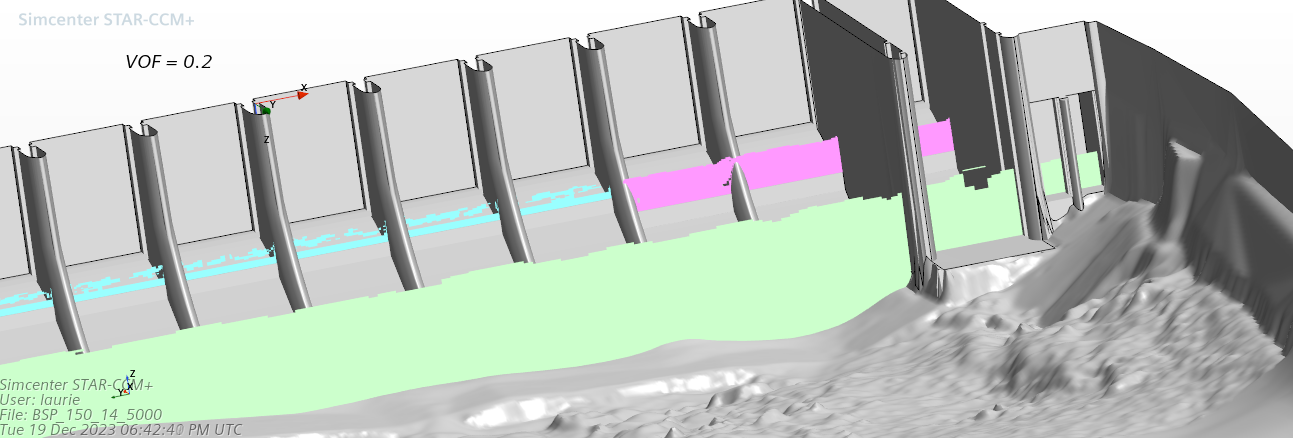 Simcenter STAR-CCM+
VOF = 0.2
X
Y
Z
Z
Y X
Simcenter STAR-CCM+
User: laurie
File: BSP_150_14_5000
Tue 19 Dec 2023 06:42:40 PM UTC